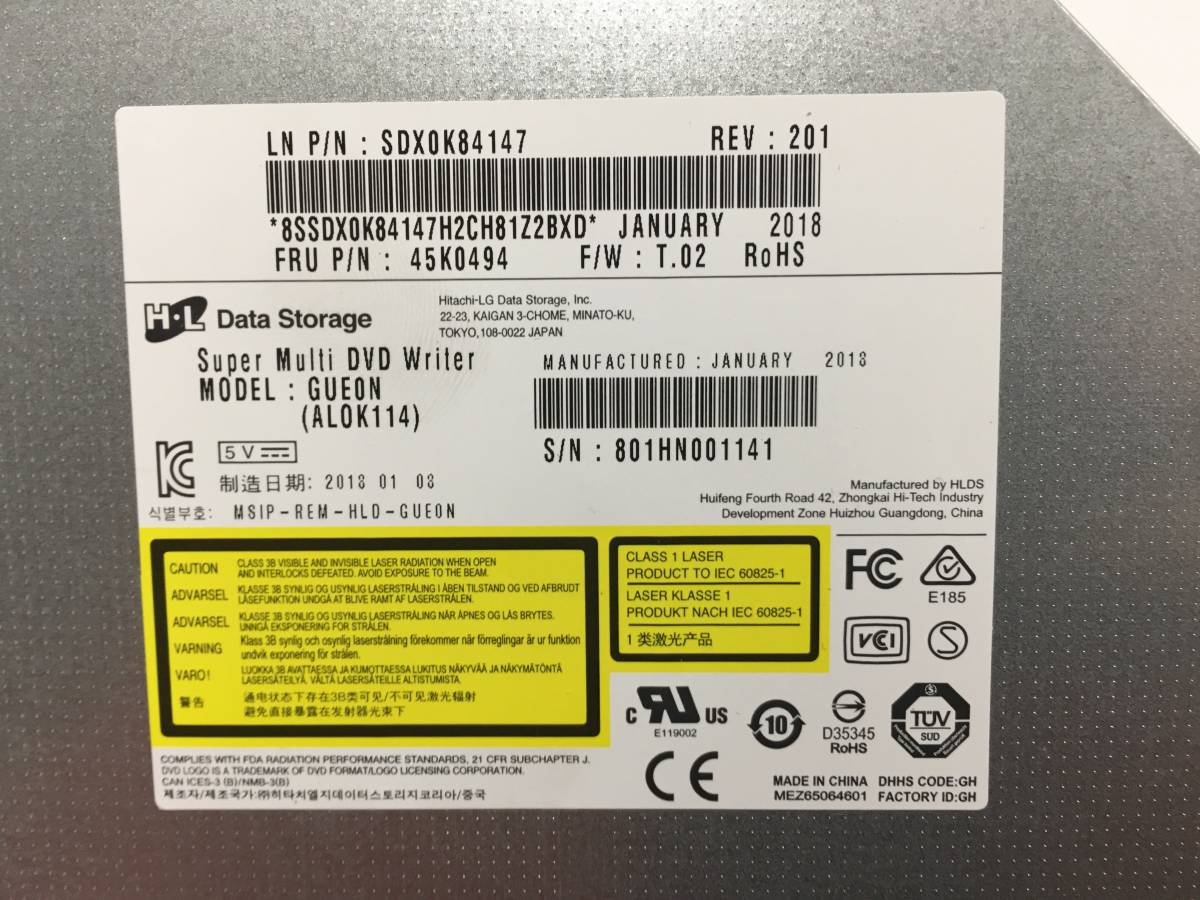 LN P/N : SDX0K84147 REV : 201
*8SSDX0K84147H2CH81Z2BXD* JANUARY 2018
FRU P/N : 45K0494 F/W : T.02 RoHS
H·L Data Storage
Hitachi-LG Data Storage, Inc.
22-23, KAIGAN 3-CHOME, MINATO-KU,
TOKYO,108-0022 JAPAN
Super Multi DVD Writer
MODEL : GUE0N
(AL0K114)
MANUFACTURED : JANUARY 2018
S/N : 801HN001141
5 V
制造日期: 2018 01 08
식별부호: MSIP-REM-HLD-GUE0N
Manufactured by HLDS
Huifeng Fourth Road 42, Zhongkai Hi-Tech Industry
Development Zone Huizhou Guangdong, China
CAUTION CLASS 3B VISIBLE AND INVISIBLE LASER RADIATION WHEN OPEN
AND INTERLOCKS DEFEATED. AVOID EXPOSURE TO THE BEAM.
ADVARSEL KLASSE 3B SYNLIG OG USYNLIG LASERSTRÅLING I ÅBEN TILSTAND OG VED AFBRUDT
LÅSEFUNKTION UNDGÅ AT BLIVE RAMT AF LASERSTRÅLEN.
ADVARSEL KLASSE 3B SYNLIG OG USYNLIG LASERSTRÅLING NÅR ÅPNES OG LÅS BRYTES.
UNNGÅ EKSPONERING FOR STRÅLEN.
VARNING Klass 3B synlig och osynlig laserstrålning förekommer når förreglingar är ur funktion
undvik exponering för strålen.
VARO! LUOKKA 3B AVATTAESSA JA KUMOTTAESSA LUKITUS NÄKYVÄÄ JA NÄKYMÄTÖNTÄ
LASERSÄTEILYÄ, VÄLTÄ LASERSÄTEILLE ALTISTUMISTA.
警告 通电状态下存在3B类可见/不可见激光辐射
避免直接暴露在发射器光束下
CLASS 1 LASER
PRODUCT TO IEC 60825-1
LASER KLASSE 1
PRODUKT NACH IEC 60825-1
1 类激光产品
FC
E185
VCI
S
c RU US
E119002
10
D35345
RoHS
TÜV
SUD
CE
COMPLIES WITH FDA RADIATION PERFORMANCE STANDARDS, 21 CFR SUBCHAPTER J.
DVD LOGO IS A TRADEMARK OF DVD FORMAT/LOGO LICENSING CORPORATION.
CAN ICES-3 (B)/NMB-3(B)
제조자/제조국가:㈜히타치엘지데이터스토리지코리아/중국
MADE IN CHINA DHHS CODE:GH
MEZ65064601 FACTORY ID:GH